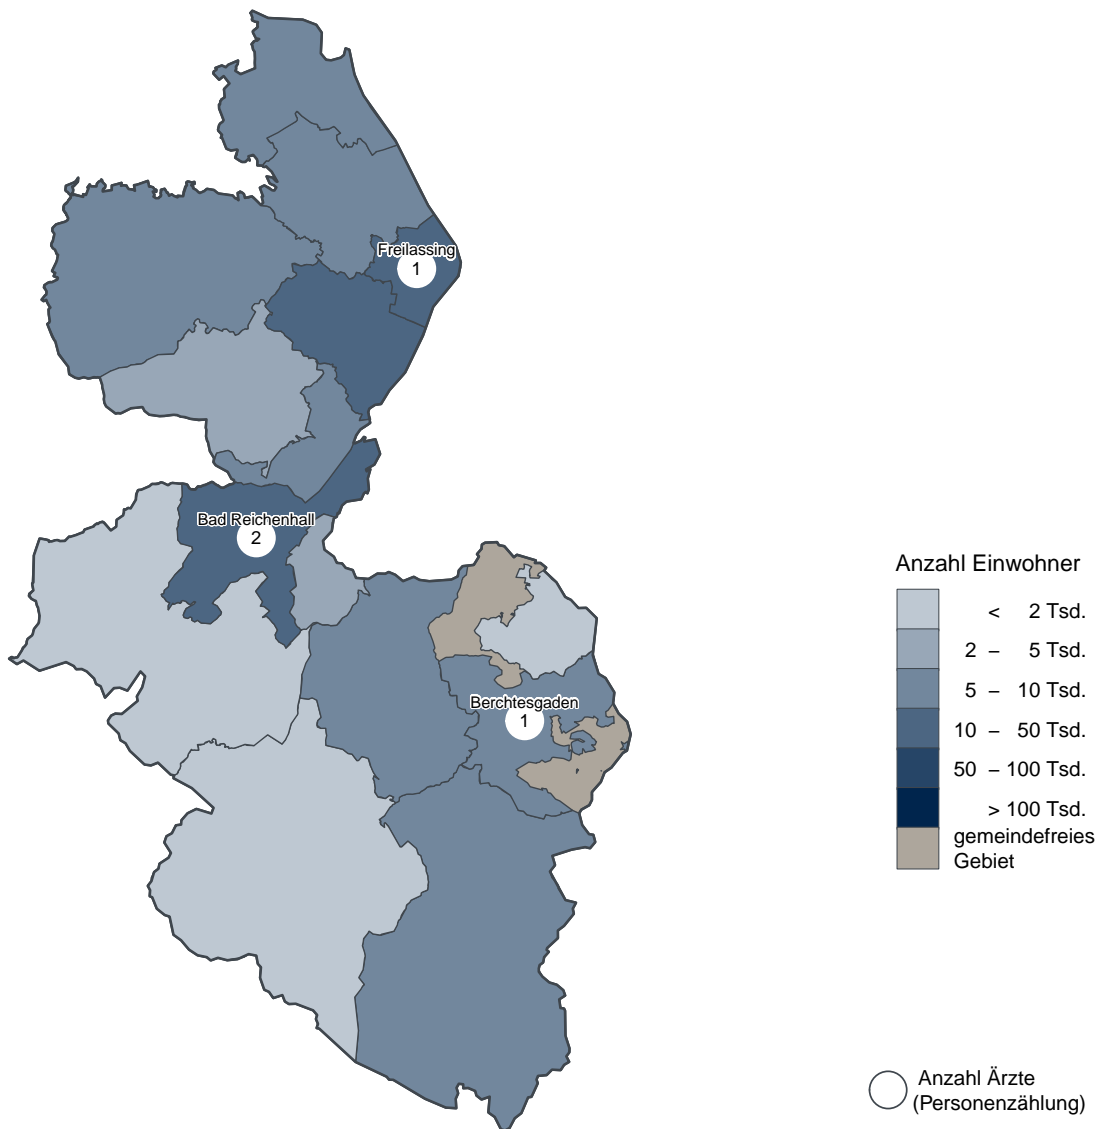 Freilassing
1
Bad Reichenhall
2
Berchtesgaden
1
Anzahl Einwohner
< 2 Tsd.
2 – 5 Tsd.
5 – 10 Tsd.
10 – 50 Tsd.
50 – 100 Tsd.
> 100 Tsd.
gemeindefreies
Gebiet
Anzahl Ärzte
(Personenzählung)